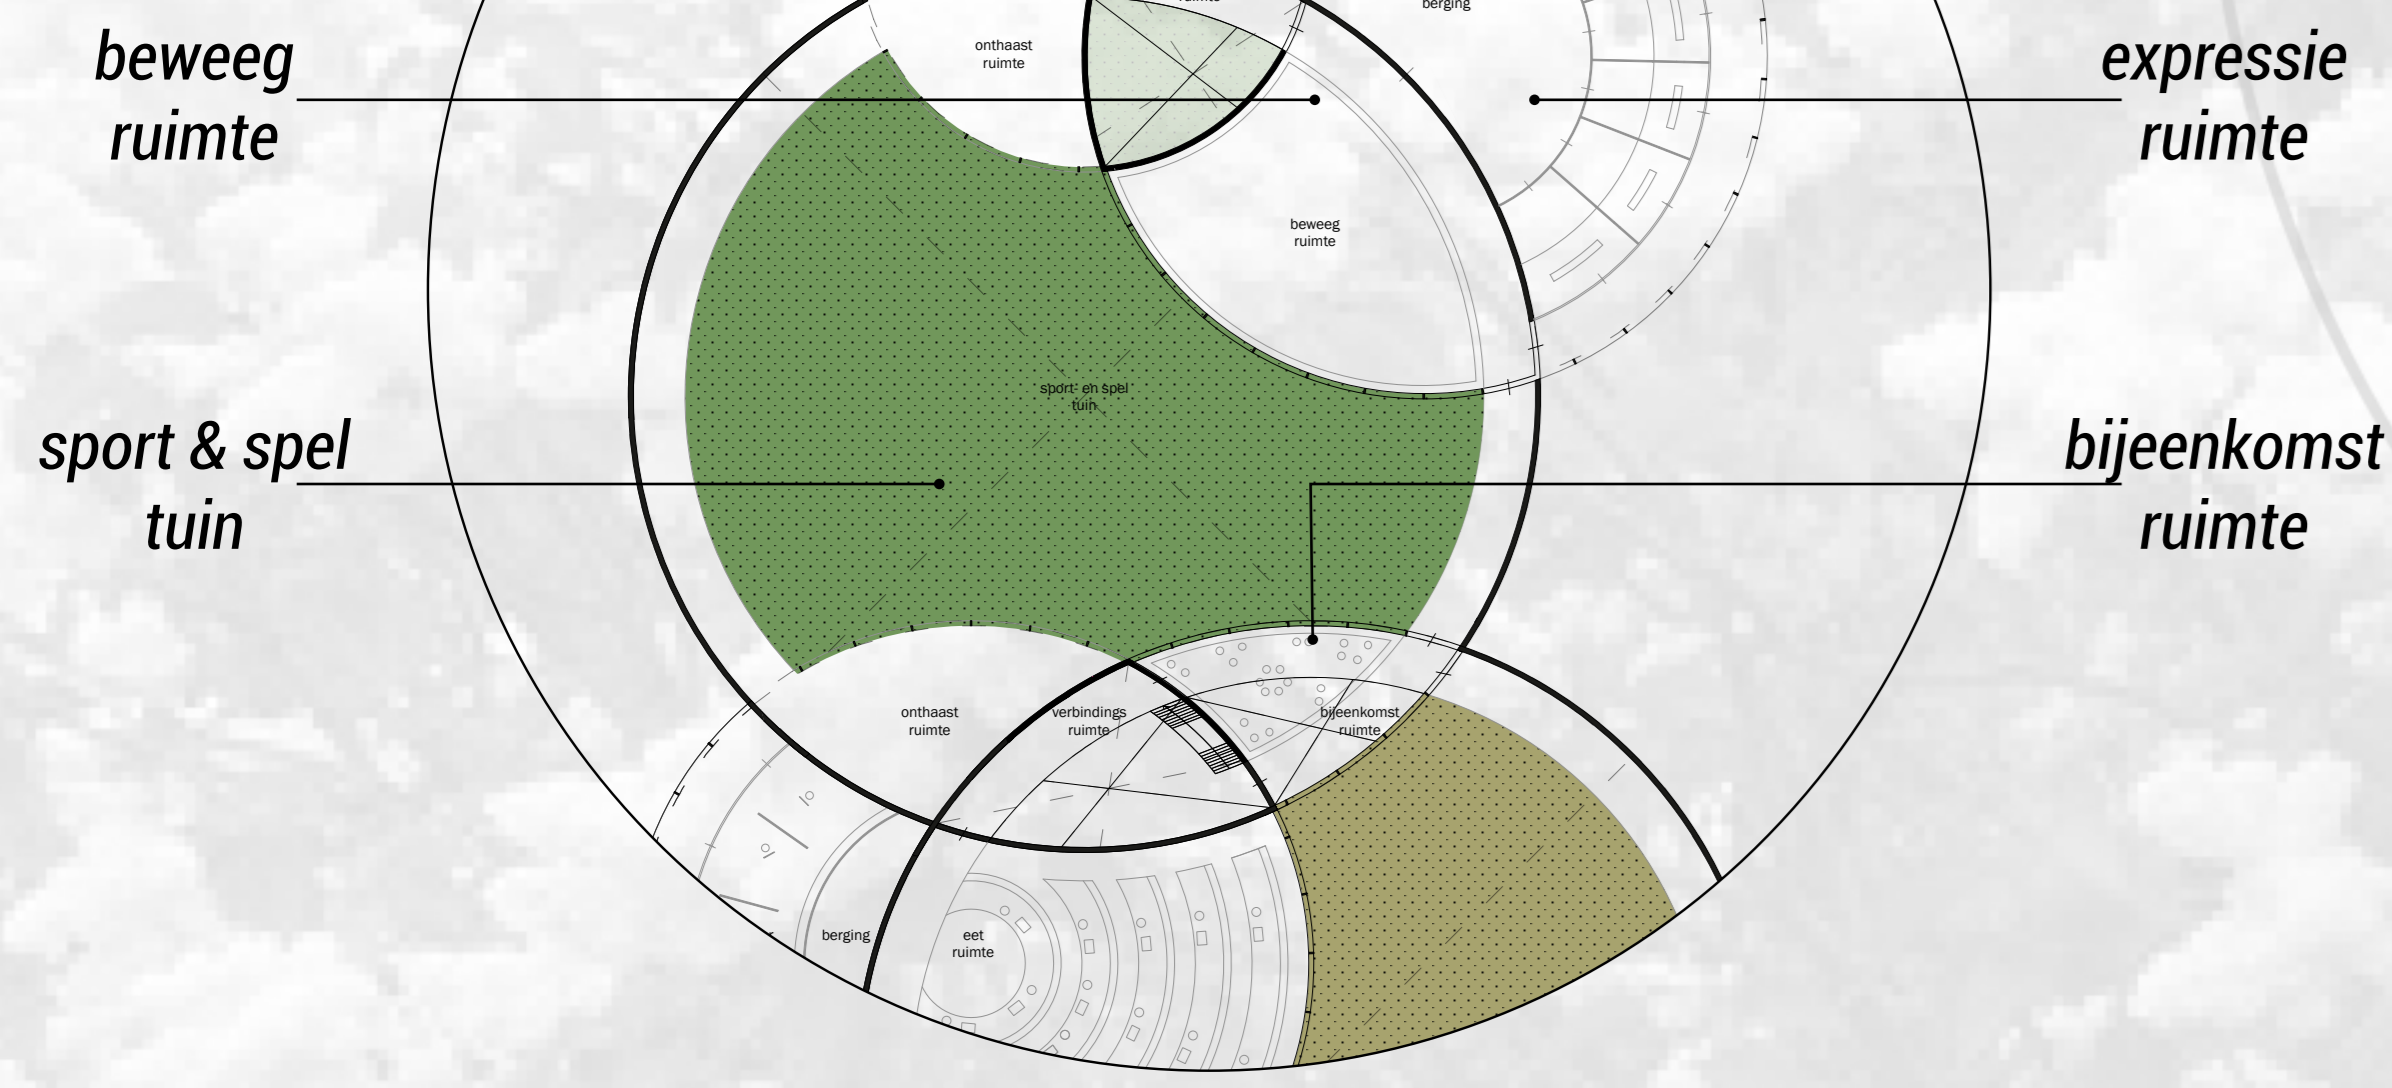 beweeg
ruimte
expressie
ruimte
sport & spel
tuin
bijeenkomst
ruimte
ruimte
berging
onthaast
ruimte
beweeg
ruimte
sport- en spel
tuin
onthaast
ruimte
verbindings
ruimte
bijeenkomst
ruimte
berging
eet
ruimte